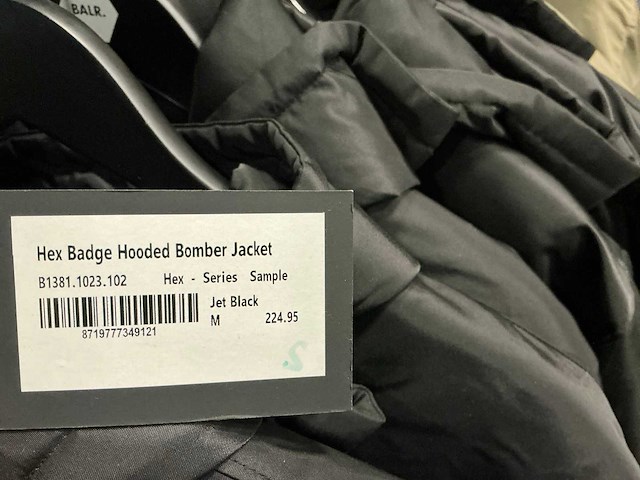 BALR.
Hex Badge Hooded Bomber Jacket
B1381.1023.102 Hex - Series Sample
Jet Black
M 224.95
8719777349121
S